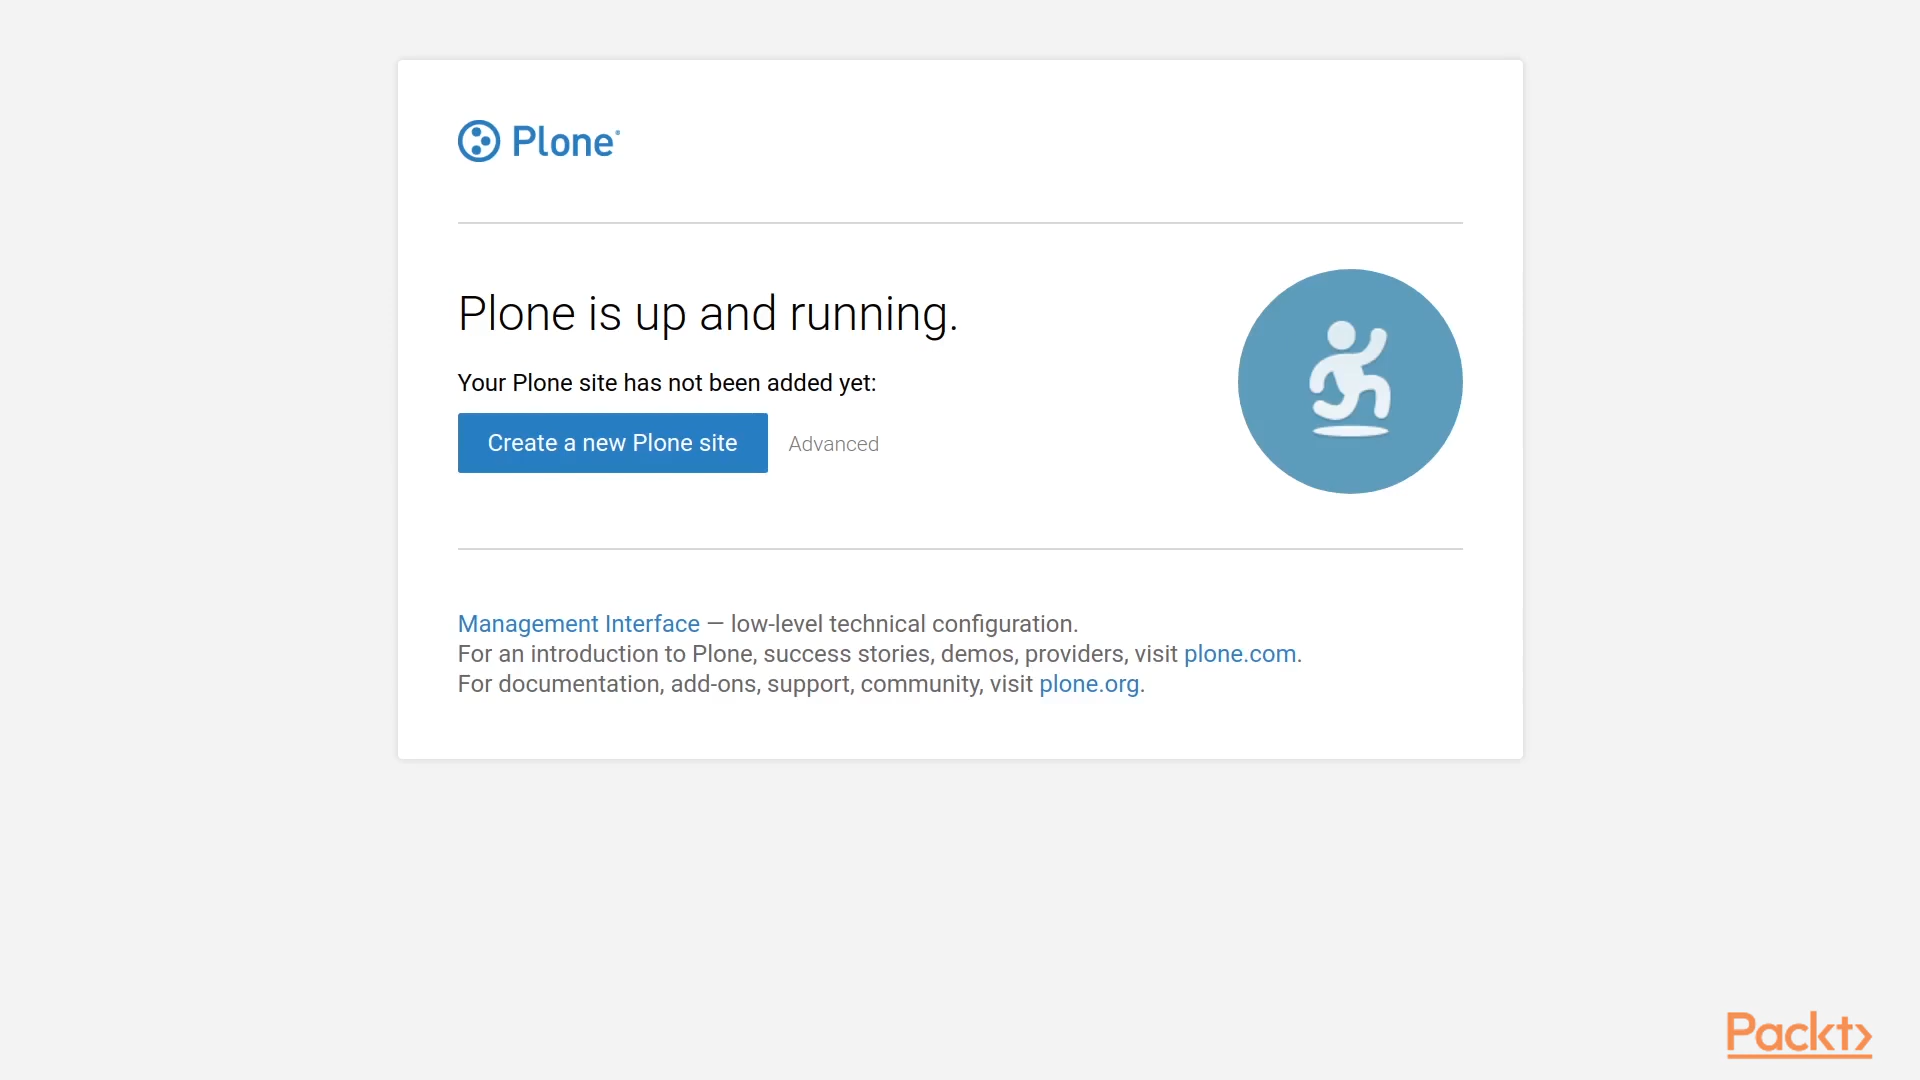 Plone
Plone is up and running.
Your Plone site has not been added yet:
Create a new Plone site Advanced
Management Interface — low-level technical configuration.
For an introduction to Plone, success stories, demos, providers, visit plone.com.
For documentation, add-ons, support, community, visit plone.org.
Packt